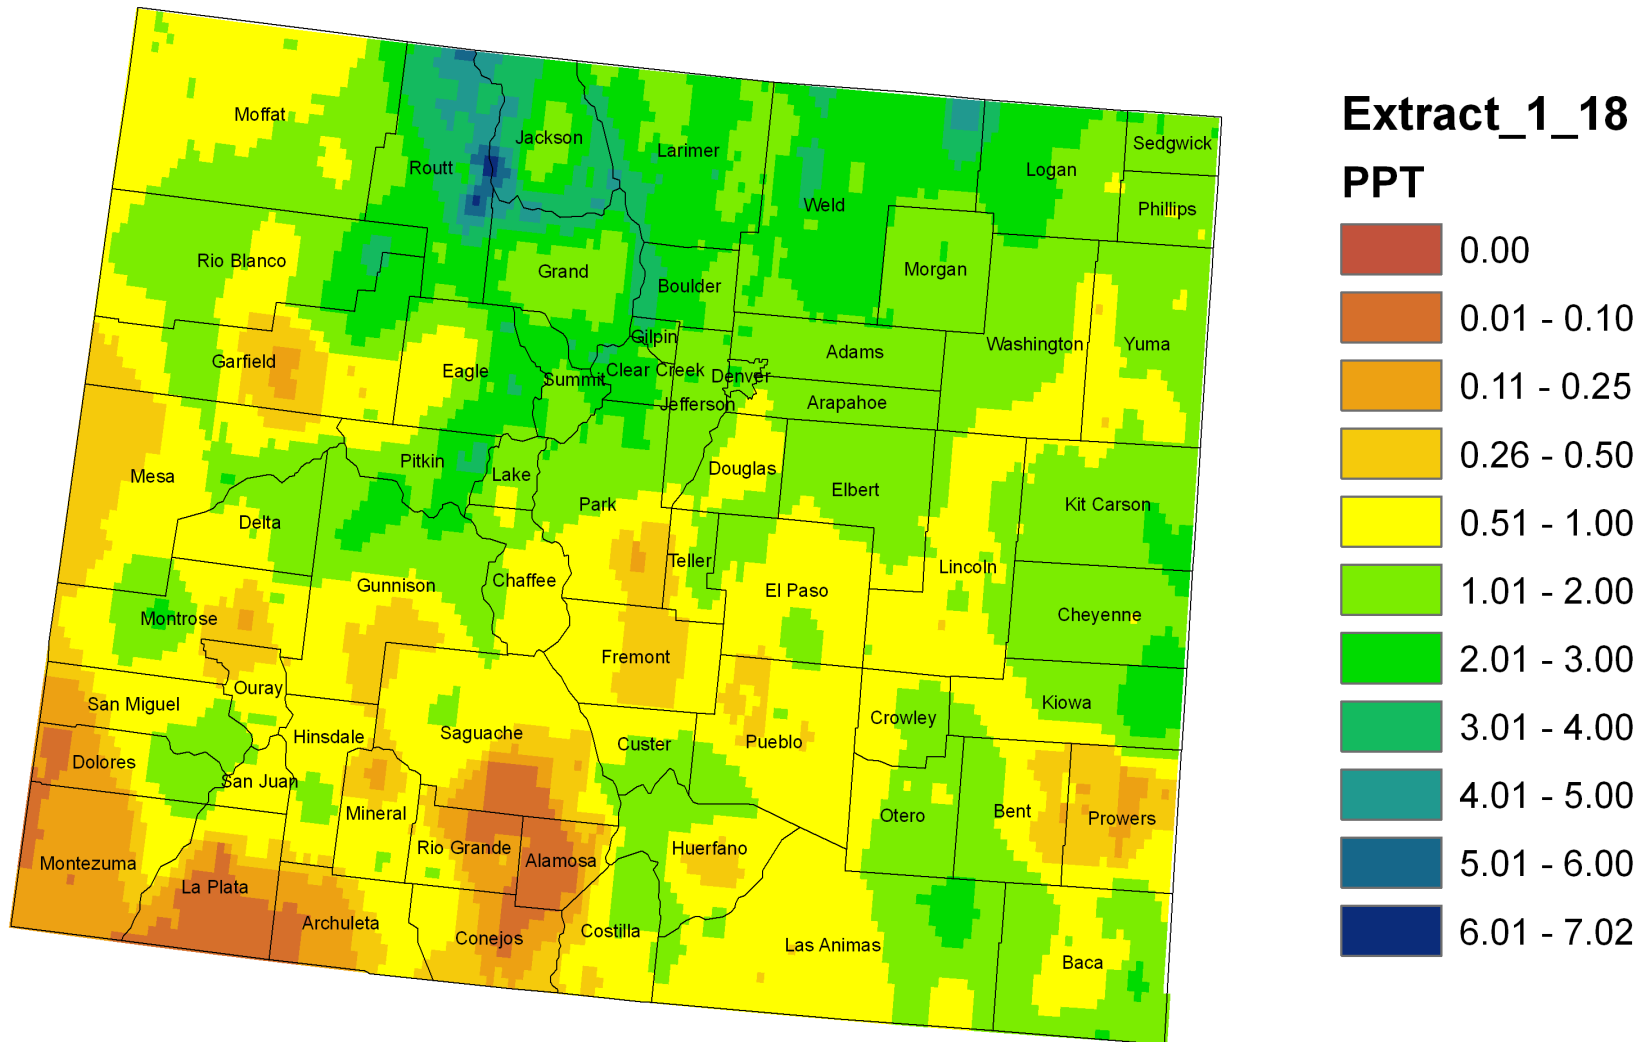 Extract_1_18
PPT
0.00
0.01 - 0.10
0.11 - 0.25
0.26 - 0.50
0.51 - 1.00
1.01 - 2.00
2.01 - 3.00
3.01 - 4.00
4.01 - 5.00
5.01 - 6.00
6.01 - 7.02
Moffat
Routt
Jackson
Larimer
Weld
Logan
Sedgwick
Phillips
Rio Blanco
Grand
Boulder
Morgan
Washington
Yuma
Garfield
Eagle
Summit
Gilpin
Clear Creek
Jefferson
Denver
Adams
Arapahoe
Mesa
Pitkin
Lake
Park
Douglas
Elbert
Kit Carson
Delta
Gunnison
Chaffee
Teller
El Paso
Lincoln
Cheyenne
Montrose
Fremont
Ouray
San Miguel
Hinsdale
Saguache
Custer
Pueblo
Crowley
Kiowa
Dolores
San Juan
Mineral
Rio Grande
Alamosa
Huerfano
Otero
Bent
Prowers
Montezuma
La Plata
Archuleta
Conejos
Costilla
Las Animas
Baca